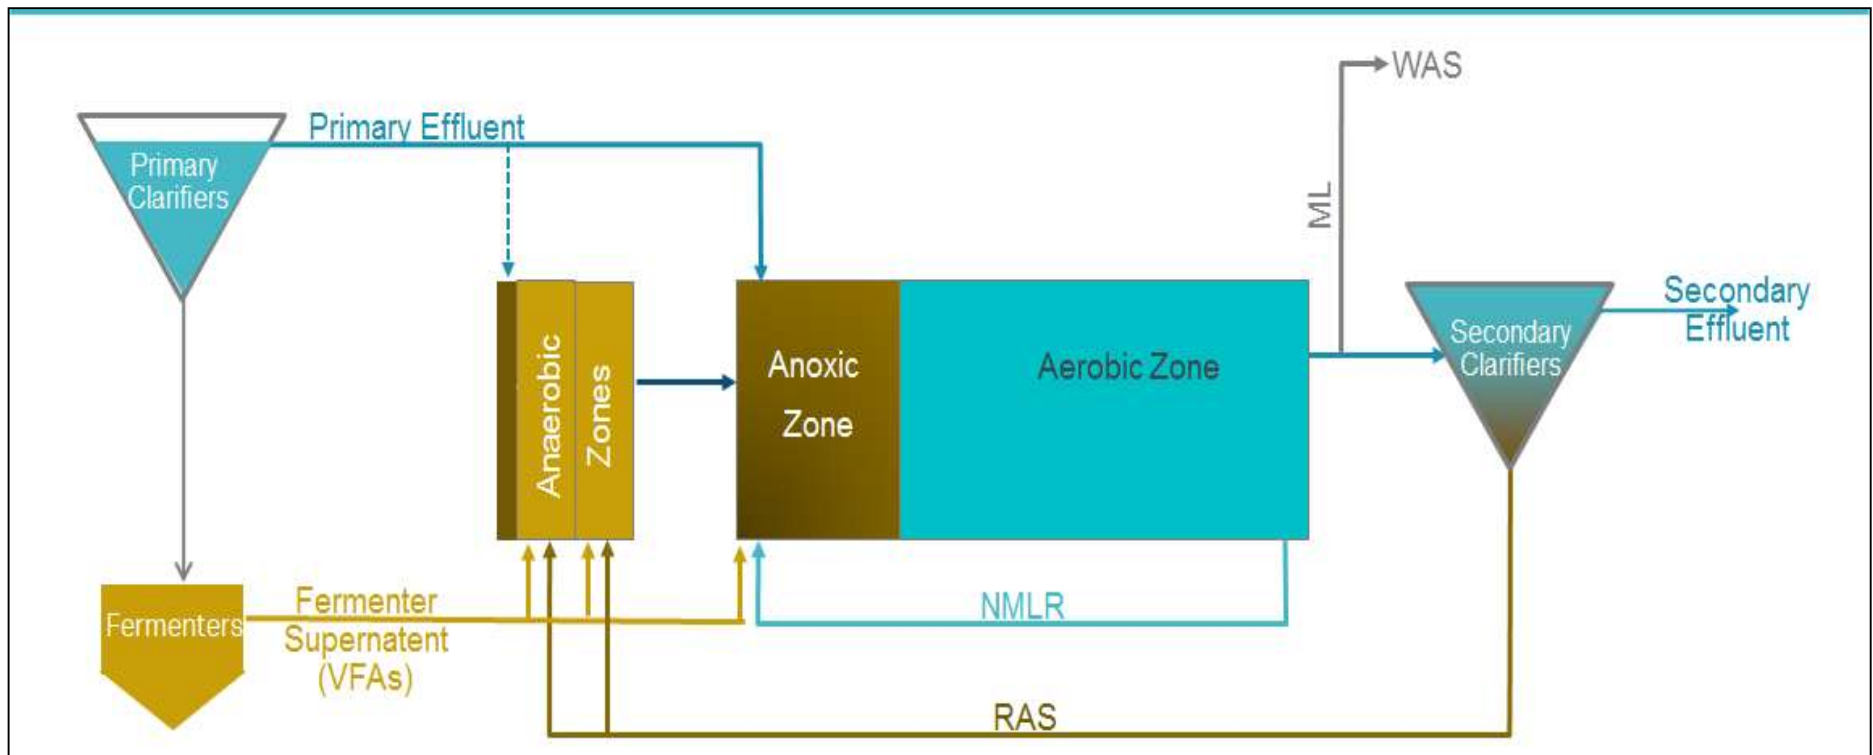 WAS
Primary Effluent
Primary
Clarifiers
ML
Secondary
Effluent
Secondary
Clarifiers
Anaerobic
Zones
Anoxic
Zone
Aerobic Zone
NMLR
Fermenters
Fermenter
Supernatent
(VFAs)
RAS